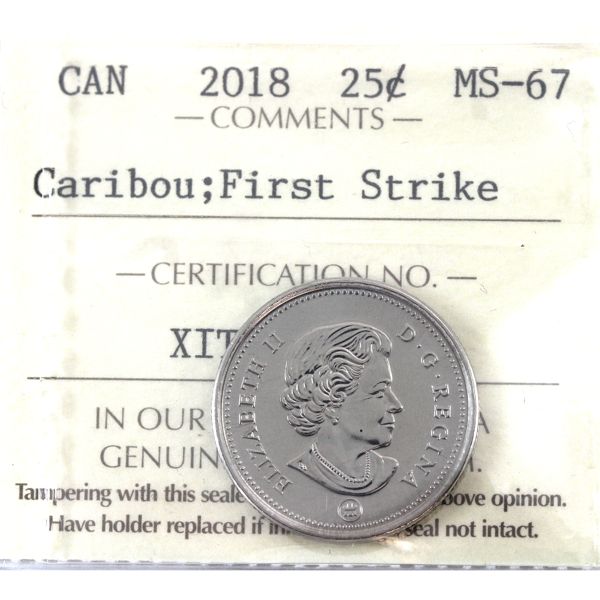 CAN 2018 25¢ MS-67
— COMMENTS —
Caribou;First Strike
— CERTIFICATION NO. —
XIT
IN OUR A
GENUIN M.
Tampering with this seale ove opinion.
Have holder replaced if in seal not intact.
ELIZABETH II D·G·REGINA